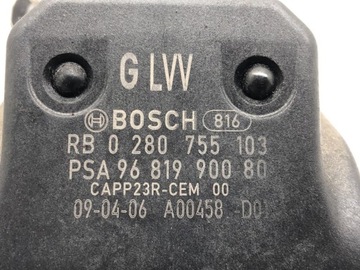 G LVV
BOSCH 816
RB 0 280 755 103
PSA 96 819 900 80
CAPP23R-CEM 00
09-04-06 A00458 D01